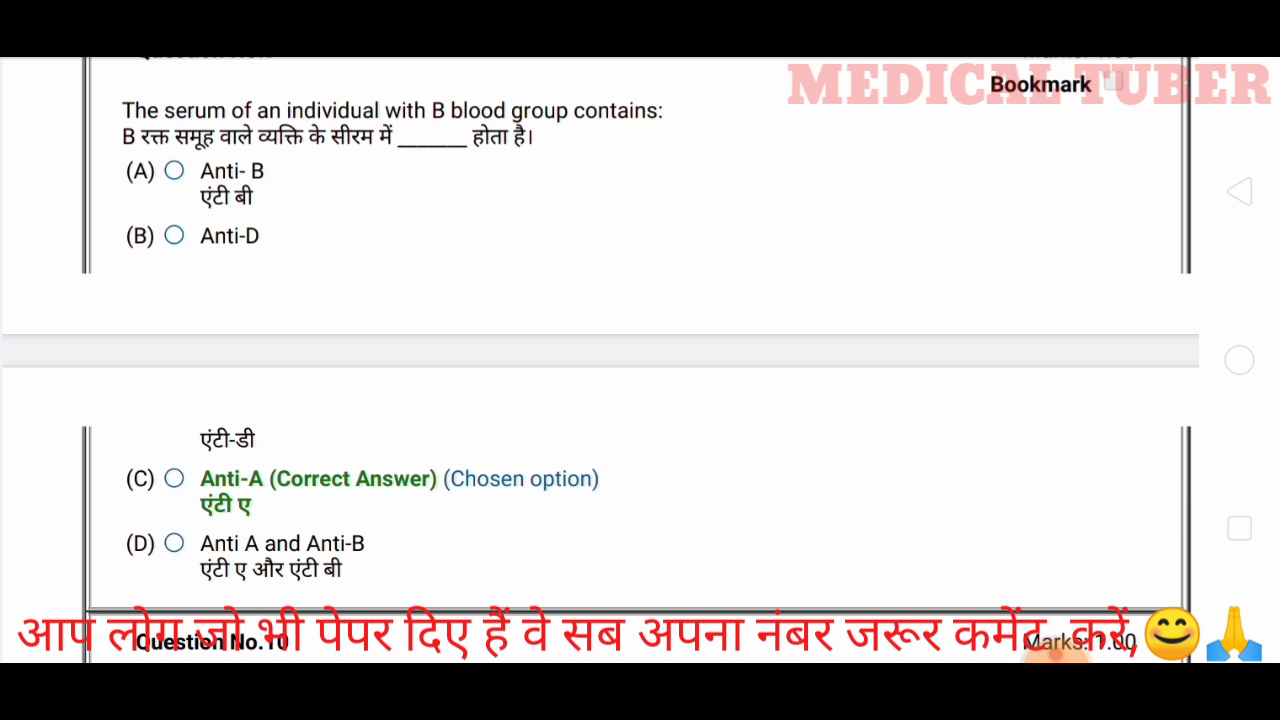 MEDICAL TUBER
Bookmark
The serum of an individual with B blood group contains:
B रक्त समूह वाले व्यक्ति के सीरम में ______ होता है।
(A) Anti- B
एंटी बी
(B) Anti-D
एंटी-डी
(C) Anti-A (Correct Answer) (Chosen option)
एंटी ए
(D) Anti A and Anti-B
एंटी ए और एंटी बी
आप लोग जो भी पेपर दिए हैं वे सब अपना नंबर जरूर कमेंट करें,😊🙏
Question No.10 Marks: 1.00